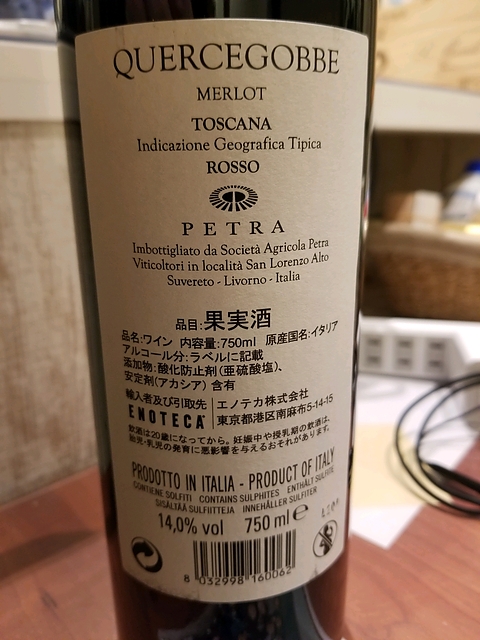 QUERCEGOBBE
MERLOT
TOSCANA
Indicazione Geografica Tipica
ROSSO
PETRA
Imbottigliato da Società Agricola Petra
Viticoltori in località San Lorenzo Alto
Suvereto - Livorno - Italia
品目:果実酒
品名:ワイン 内容量:750ml 原産国名:イタリア
アルコール分:ラベルに記載
添加物:酸化防止剤(亜硫酸塩)、
安定剤(アカシア) 含有
輸入者及び引取先 エノテカ株式会社
ENOTECA 東京都港区南麻布5-14-15
飲酒は20歳になってから。妊娠中や授乳期の飲酒は、
胎児・乳児の発育に悪影響を与えるおそれがあります。
PRODOTTO IN ITALIA - PRODUCT OF ITALY
CONTIENE SOLFITI CONTAINS SULPHITES ENTHÄLT SULFITE
SISÄLTÄÄ SULFIITTEJA INNEHÅLLER SULFITER
14,0% vol 750 ml e
8 032998 160062